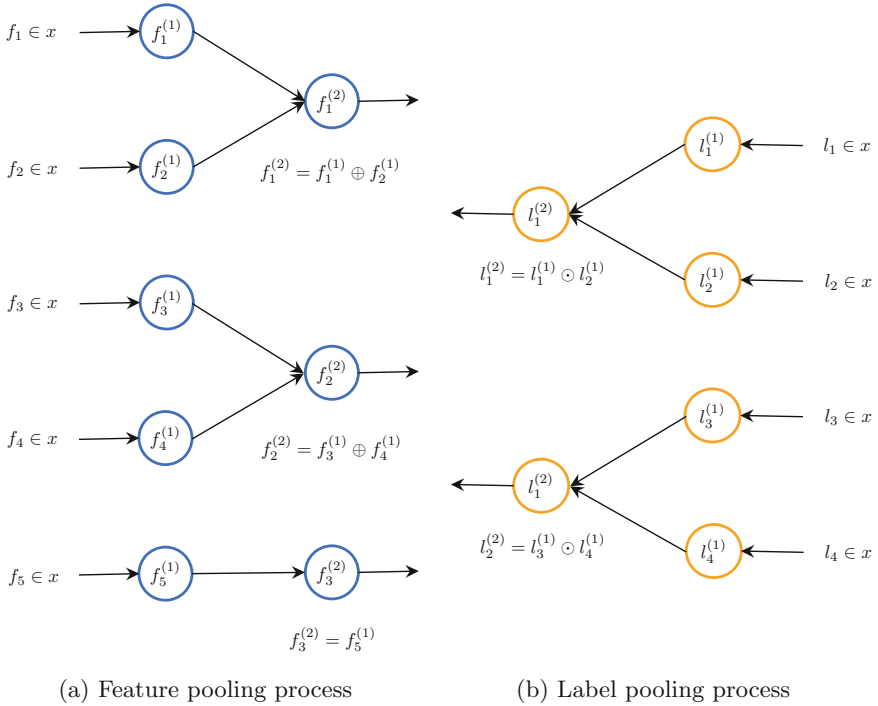 f_1 ∈ x
f_1^{(1)}
f_1^{(2)}
f_2 ∈ x
f_2^{(1)}
f_1^{(2)} = f_1^{(1)} ⊕ f_2^{(1)}
f_3 ∈ x
f_3^{(1)}
f_2^{(2)}
f_4 ∈ x
f_4^{(1)}
f_2^{(2)} = f_3^{(1)} ⊕ f_4^{(1)}
f_5 ∈ x
f_5^{(1)}
f_3^{(2)}
f_3^{(2)} = f_5^{(1)}
(a) Feature pooling process
l_1^{(1)}
l_1 ∈ x
l_1^{(2)}
l_1^{(2)} = l_1^{(1)} ⊙ l_2^{(1)}
l_2^{(1)}
l_2 ∈ x
l_3^{(1)}
l_3 ∈ x
l_1^{(2)}
l_2^{(2)} = l_3^{(1)} ⊙ l_4^{(1)}
l_4^{(1)}
l_4 ∈ x
(b) Label pooling process